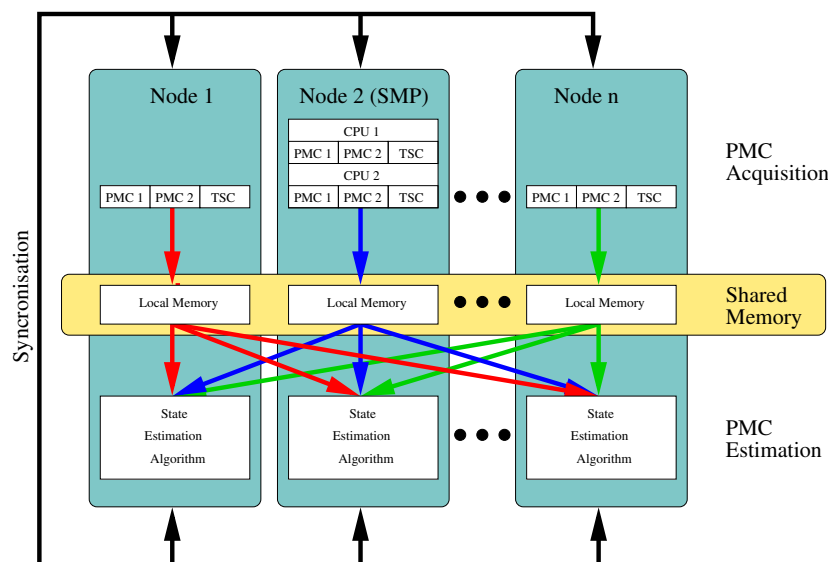 Node 1
Node 2 (SMP)
Node n
CPU 1
PMC 1 PMC 2 TSC
CPU 2
PMC 1 PMC 2 TSC
PMC 1 PMC 2 TSC
PMC 1 PMC 2 TSC
PMC
Acquisition
Syncronisation
Local Memory
Local Memory
Local Memory
Shared
Memory
State
Estimation
Algorithm
State
Estimation
Algorithm
State
Estimation
Algorithm
PMC
Estimation